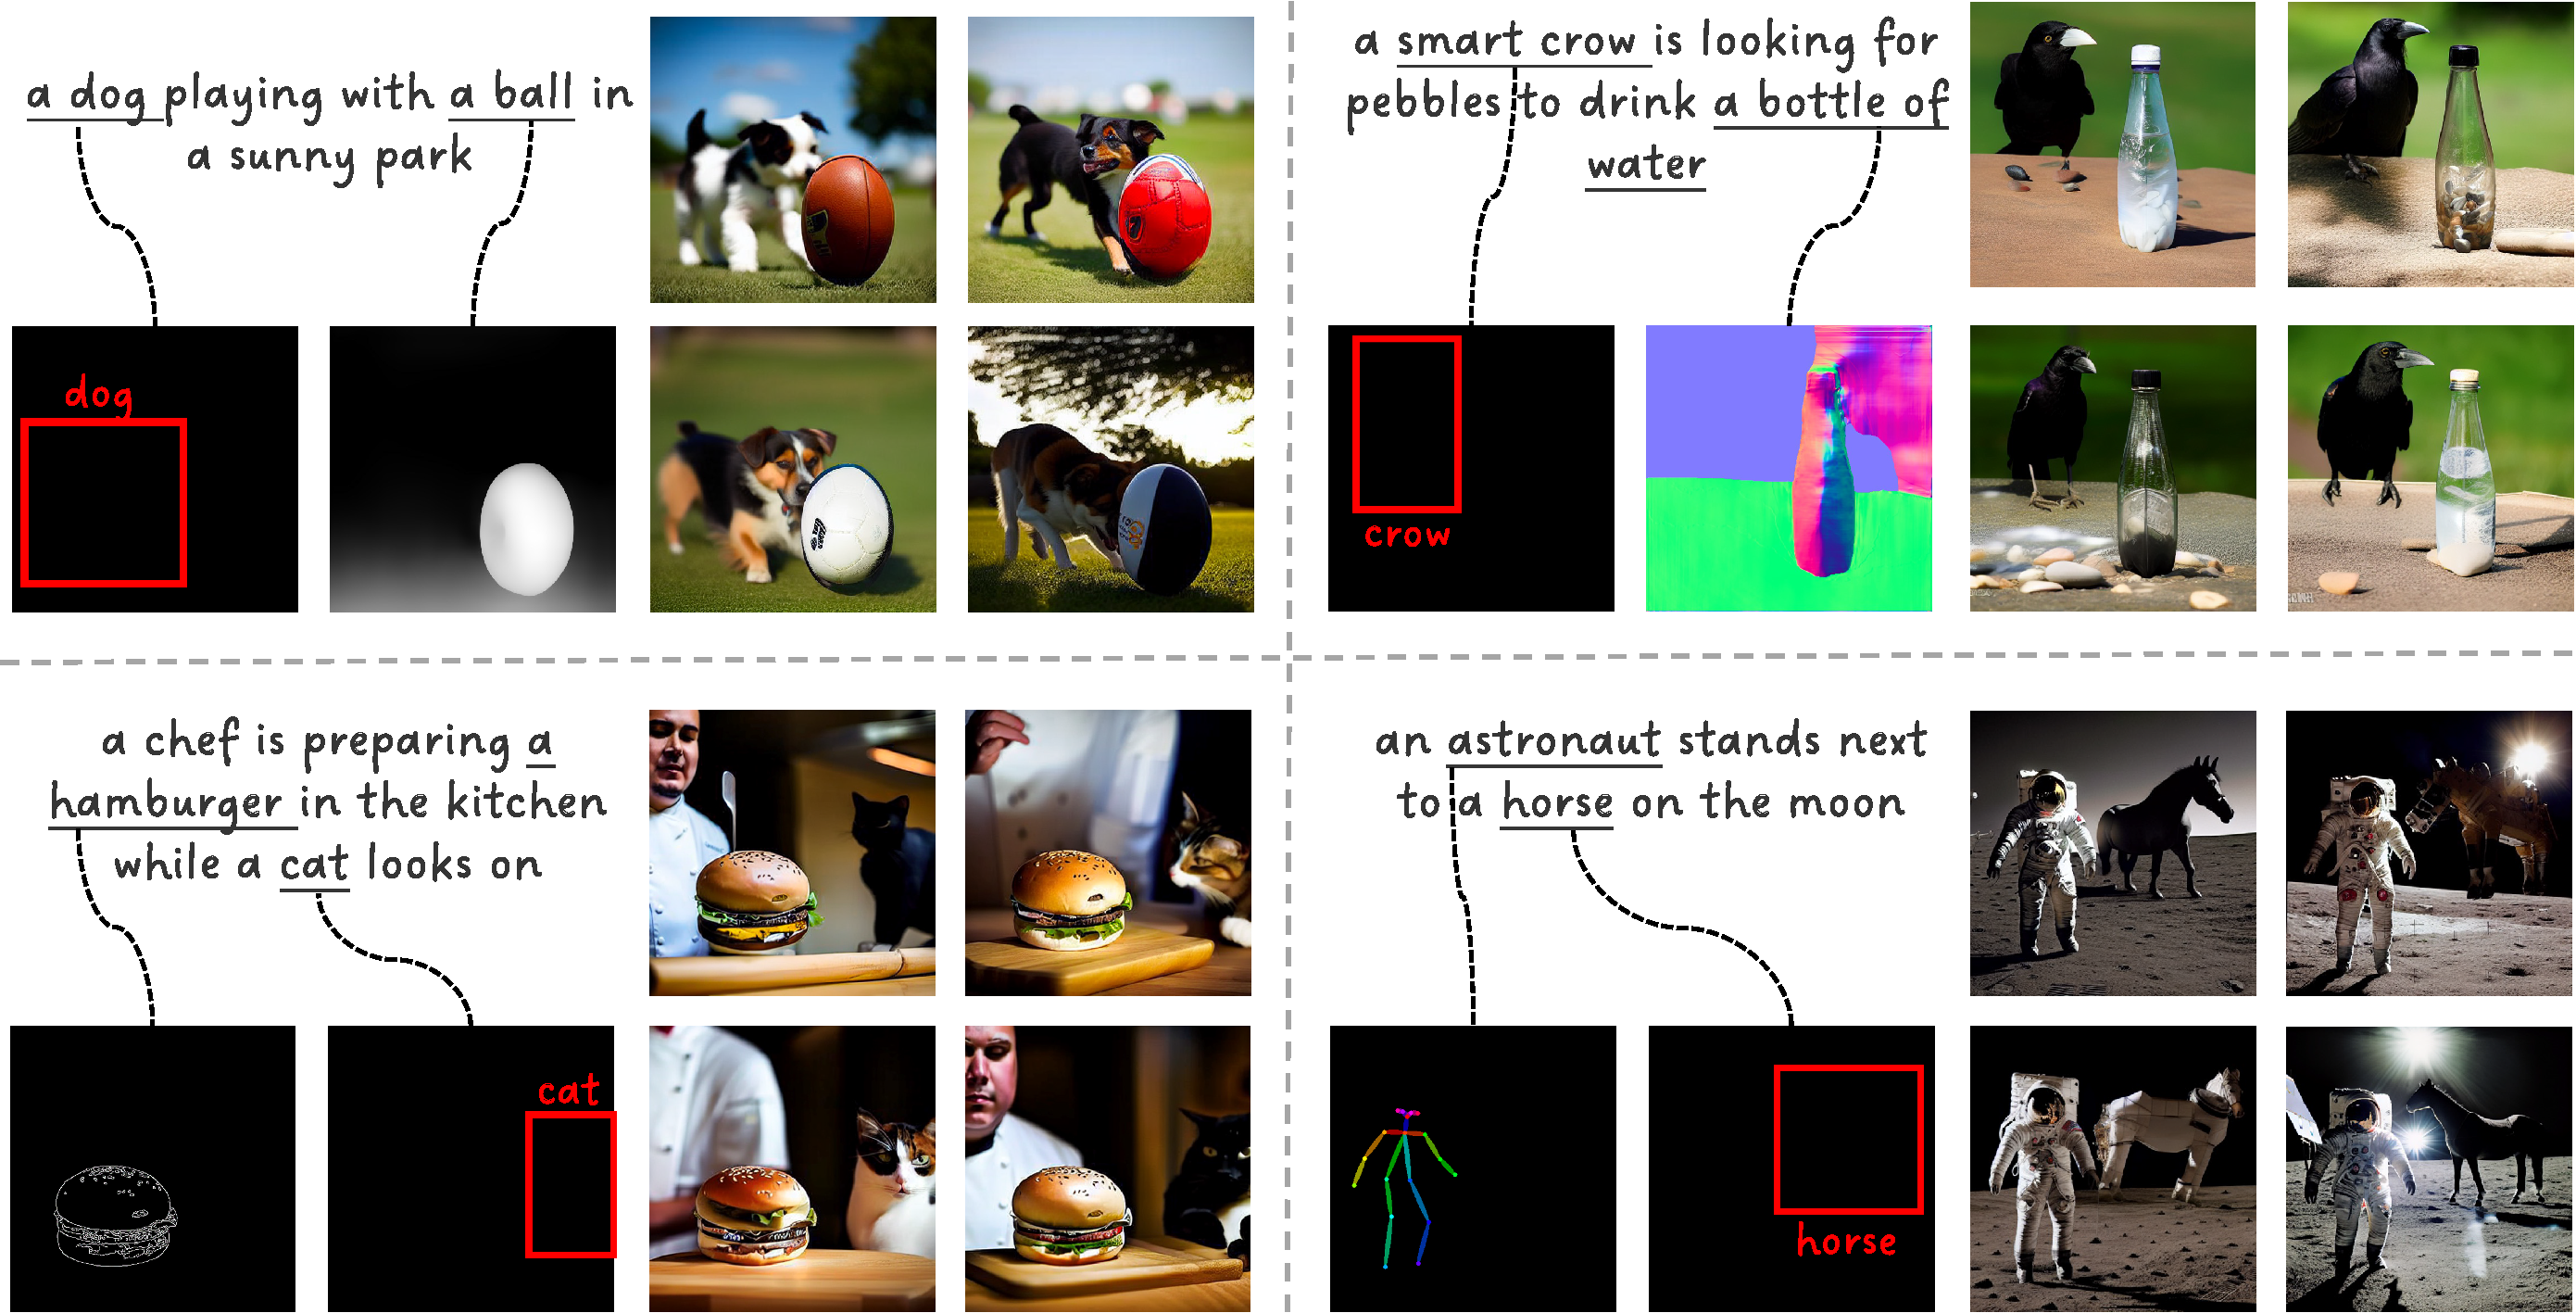 a dog playing with a ball in
a sunny park
dog
a smart crow is looking for
pebbles to drink a bottle of
water
crow
a chef is preparing a
hamburger in the kitchen
while a cat looks on
cat
an astronaut stands next
to a horse on the moon
horse